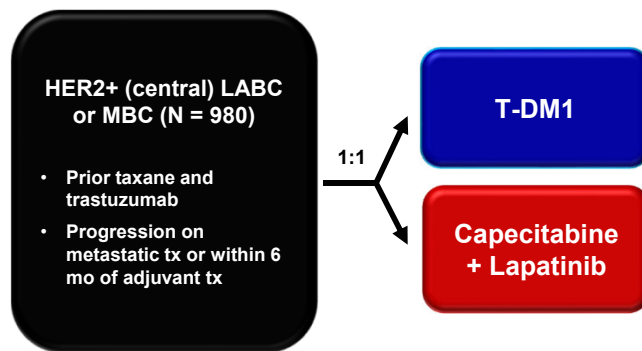 HER2+ (central) LABC
or MBC (N = 980)
• Prior taxane and
trastuzumab
• Progression on
metastatic tx or within 6
mo of adjuvant tx
1:1
T-DM1
Capecitabine
+ Lapatinib